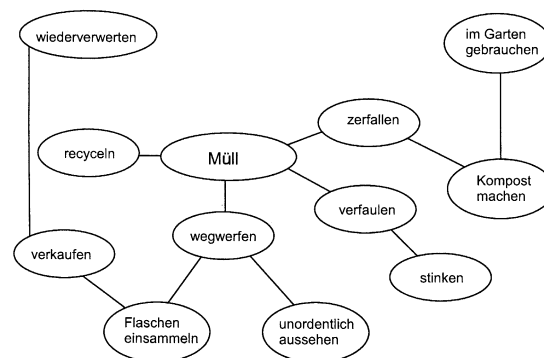 wiederverwerten
im Garten
gebrauchen
zerfallen
recyceln
Müll
Kompost
machen
verfaulen
wegwerfen
verkaufen
stinken
Flaschen
einsammeln
unordentlich
aussehen